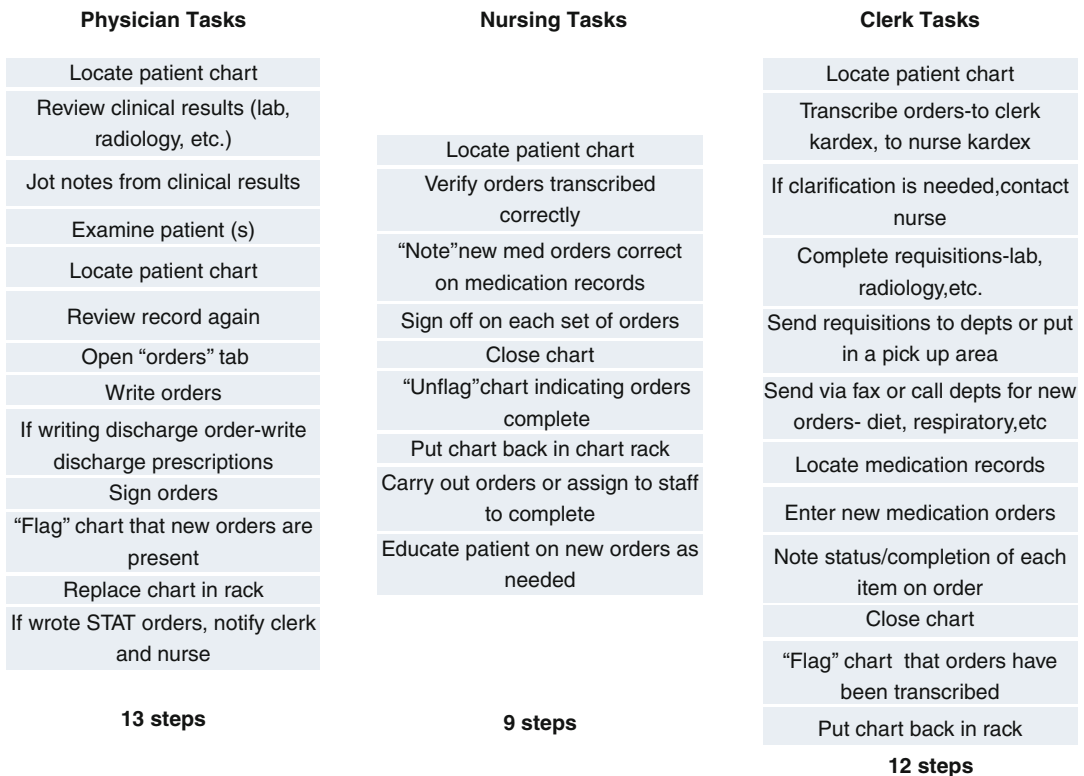 Physician Tasks
Locate patient chart
Review clinical results (lab,
radiology, etc.)
Jot notes from clinical results
Examine patient (s)
Locate patient chart
Review record again
Open “orders” tab
Write orders
If writing discharge order-write
discharge prescriptions
Sign orders
“Flag” chart that new orders are
present
Replace chart in rack
If wrote STAT orders, notify clerk
and nurse
13 steps
Nursing Tasks
Locate patient chart
Verify orders transcribed
correctly
“Note”new med orders correct
on medication records
Sign off on each set of orders
Close chart
“Unflag”chart indicating orders
complete
Put chart back in chart rack
Carry out orders or assign to staff
to complete
Educate patient on new orders as
needed
9 steps
Clerk Tasks
Locate patient chart
Transcribe orders-to clerk
kardex, to nurse kardex
If clarification is needed,contact
nurse
Complete requisitions-lab,
radiology,etc.
Send requisitions to depts or put
in a pick up area
Send via fax or call depts for new
orders- diet, respiratory,etc
Locate medication records
Enter new medication orders
Note status/completion of each
item on order
Close chart
“Flag” chart that orders have
been transcribed
Put chart back in rack
12 steps